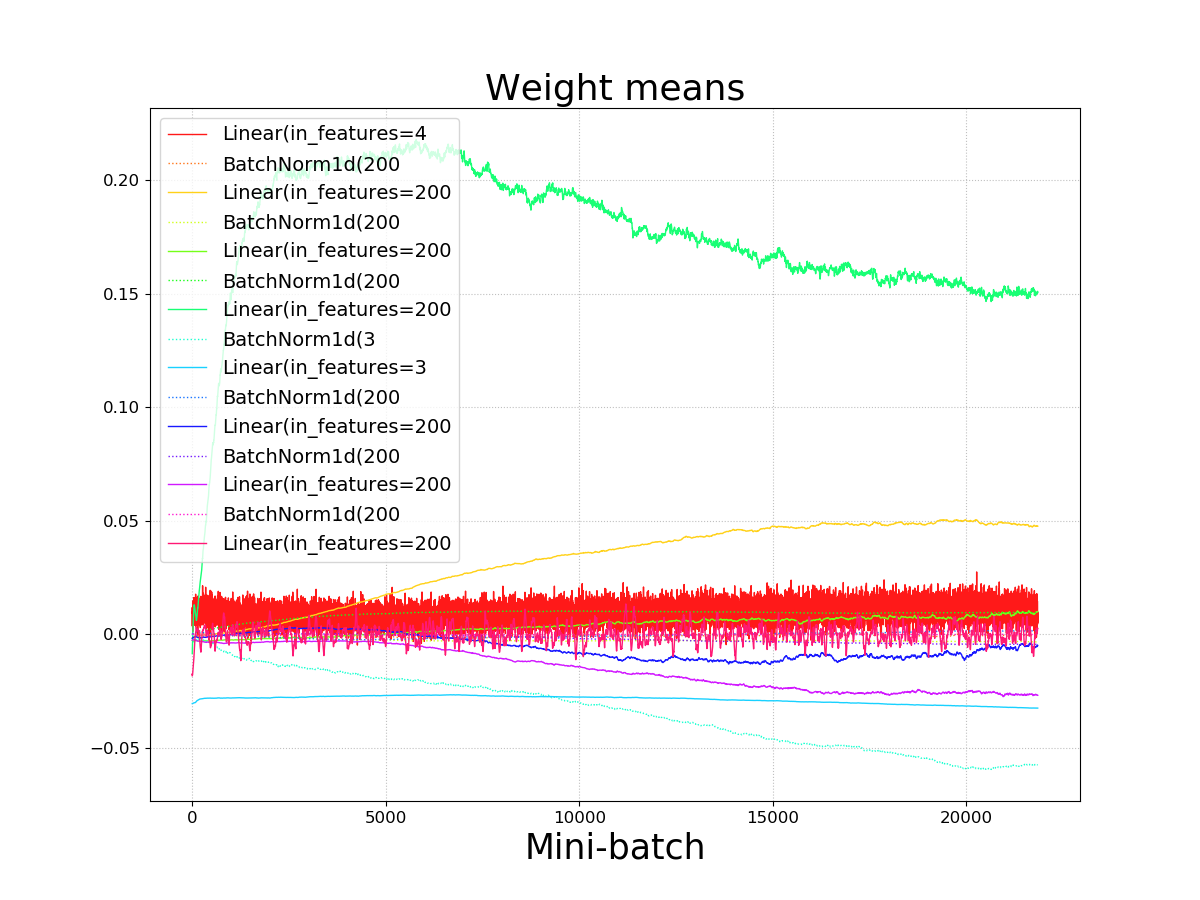 Weight means
Linear(in_features=4
BatchNorm1d(200
Linear(in_features=200
BatchNorm1d(200
Linear(in_features=200
BatchNorm1d(200
Linear(in_features=200
BatchNorm1d(3
Linear(in_features=3
BatchNorm1d(200
Linear(in_features=200
BatchNorm1d(200
Linear(in_features=200
BatchNorm1d(200
Linear(in_features=200
0.20
0.15
0.10
0.05
0.00
−0.05
0 5000 10000 15000 20000
Mini-batch